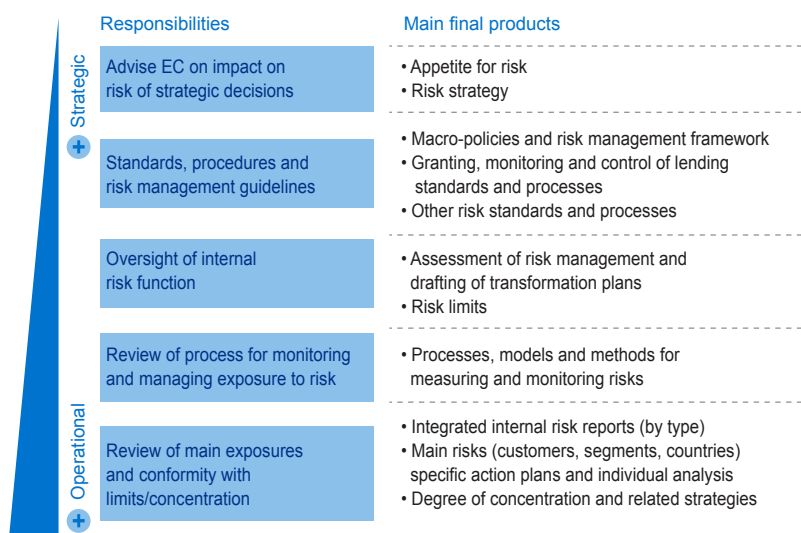 Responsibilities
Main final products
Strategic
+
Advise EC on impact on
risk of strategic decisions
• Appetite for risk
• Risk strategy
Standards, procedures and
risk management guidelines
• Macro-policies and risk management framework
• Granting, monitoring and control of lending
standards and processes
• Other risk standards and processes
Oversight of internal
risk function
• Assessment of risk management and
drafting of transformation plans
• Risk limits
Review of process for monitoring
and managing exposure to risk
• Processes, models and methods for
measuring and monitoring risks
Operational
+
Review of main exposures
and conformity with
limits/concentration
• Integrated internal risk reports (by type)
• Main risks (customers, segments, countries)
specific action plans and individual analysis
• Degree of concentration and related strategies